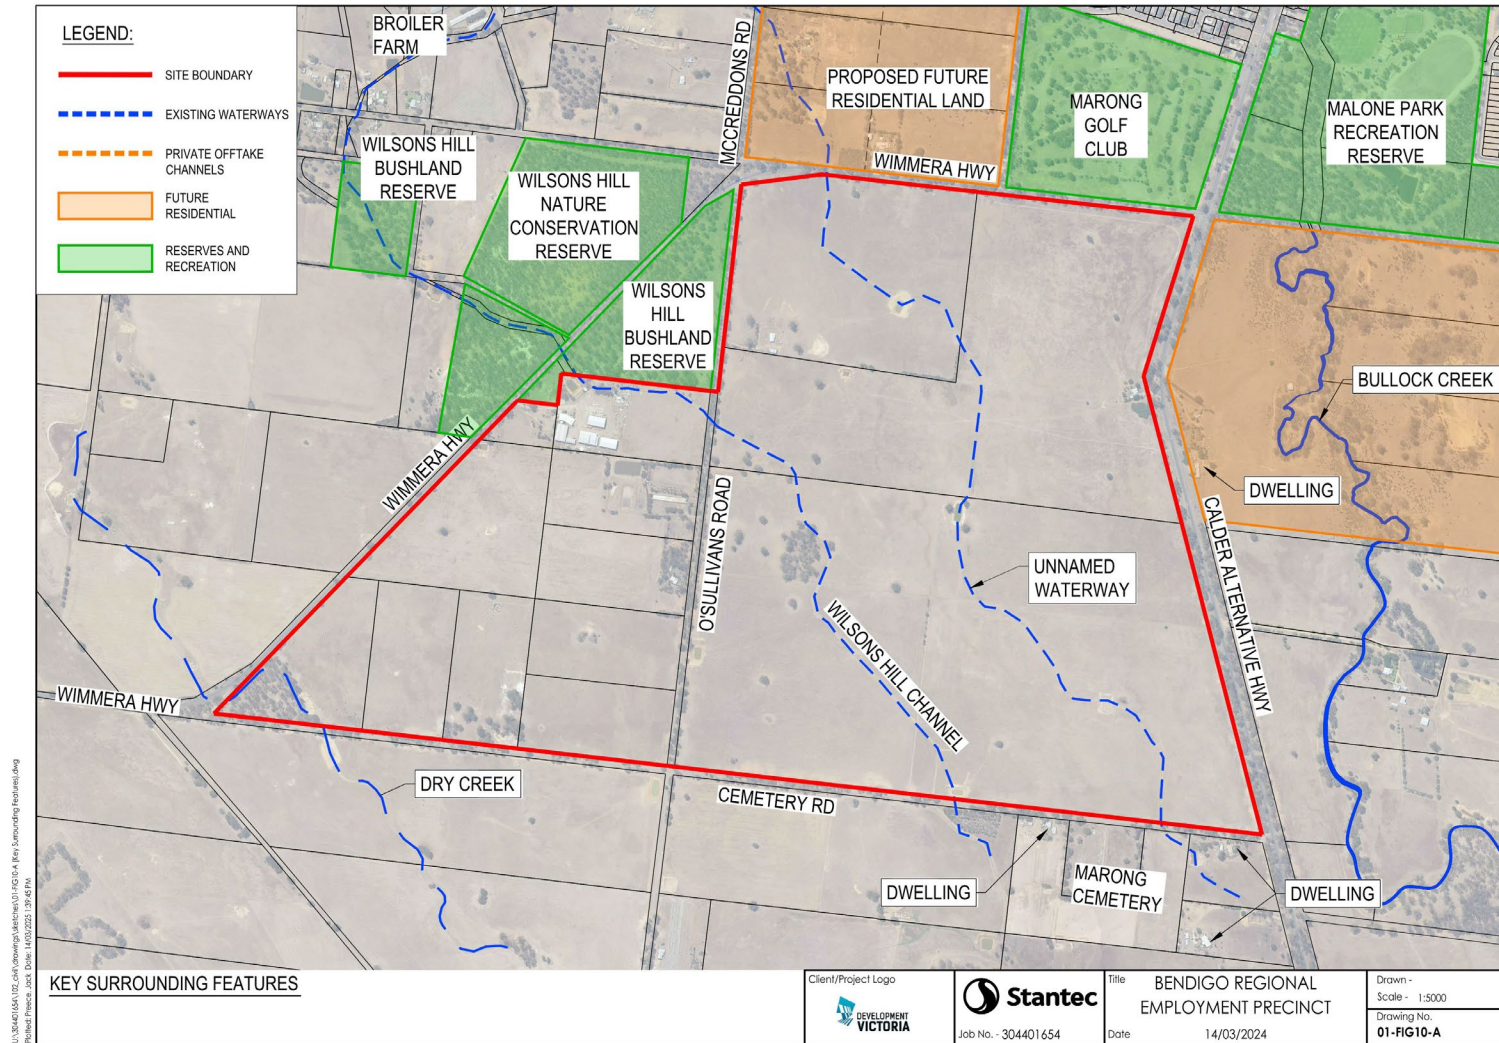 LEGEND:
SITE BOUNDARY
EXISTING WATERWAYS
PRIVATE OFFTAKE
CHANNELS
FUTURE
RESIDENTIAL
RESERVES AND
RECREATION
BROILER
FARM
MCCREDDONS RD
PROPOSED FUTURE
RESIDENTIAL LAND
MARONG
GOLF
CLUB
MALONE PARK
RECREATION
RESERVE
WIMMERA HWY
WILSONS HILL
BUSHLAND
RESERVE
WILSONS HILL
NATURE
CONSERVATION
RESERVE
WILSONS
HILL
BUSHLAND
RESERVE
BULLOCK CREEK
WIMMERA HWY
DWELLING
O'SULLIVANS ROAD
CALDER ALTERNATIVE HWY
UNNAMED
WATERWAY
WILSONS HILL CHANNEL
WIMMERA HWY
DRY CREEK
CEMETERY RD
DWELLING
MARONG
CEMETERY
DWELLING
KEY SURROUNDING FEATURES
Client/Project Logo
DEVELOPMENT
VICTORIA
Stantec
Job No. - 304401654
Title
BENDIGO REGIONAL
EMPLOYMENT PRECINCT
Date
14/03/2024
Drawn -
Scale - 1:5000
Drawing No.
01-FIG10-A